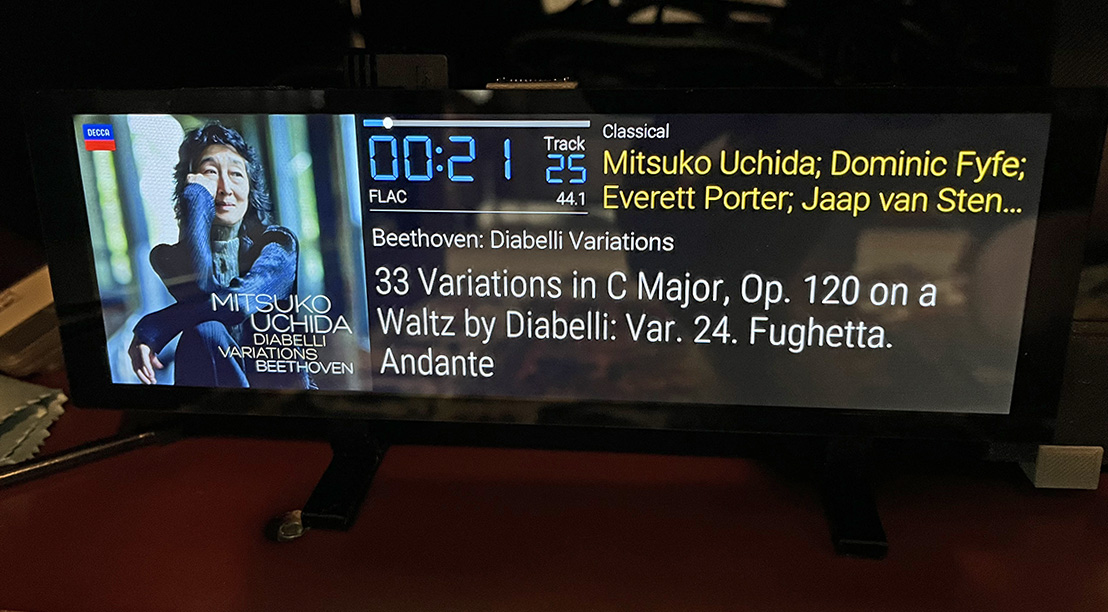 DECCA
MITSUKO
UCHIDA
DIABELLI
VARIATIONS
BEETHOVEN
00:21
Track
25
FLAC
44.1
Classical
Mitsuko Uchida; Dominic Fyfe;
Everett Porter; Jaap van Sten...
Beethoven: Diabelli Variations
33 Variations in C Major, Op. 120 on a
Waltz by Diabelli: Var. 24. Fughetta.
Andante